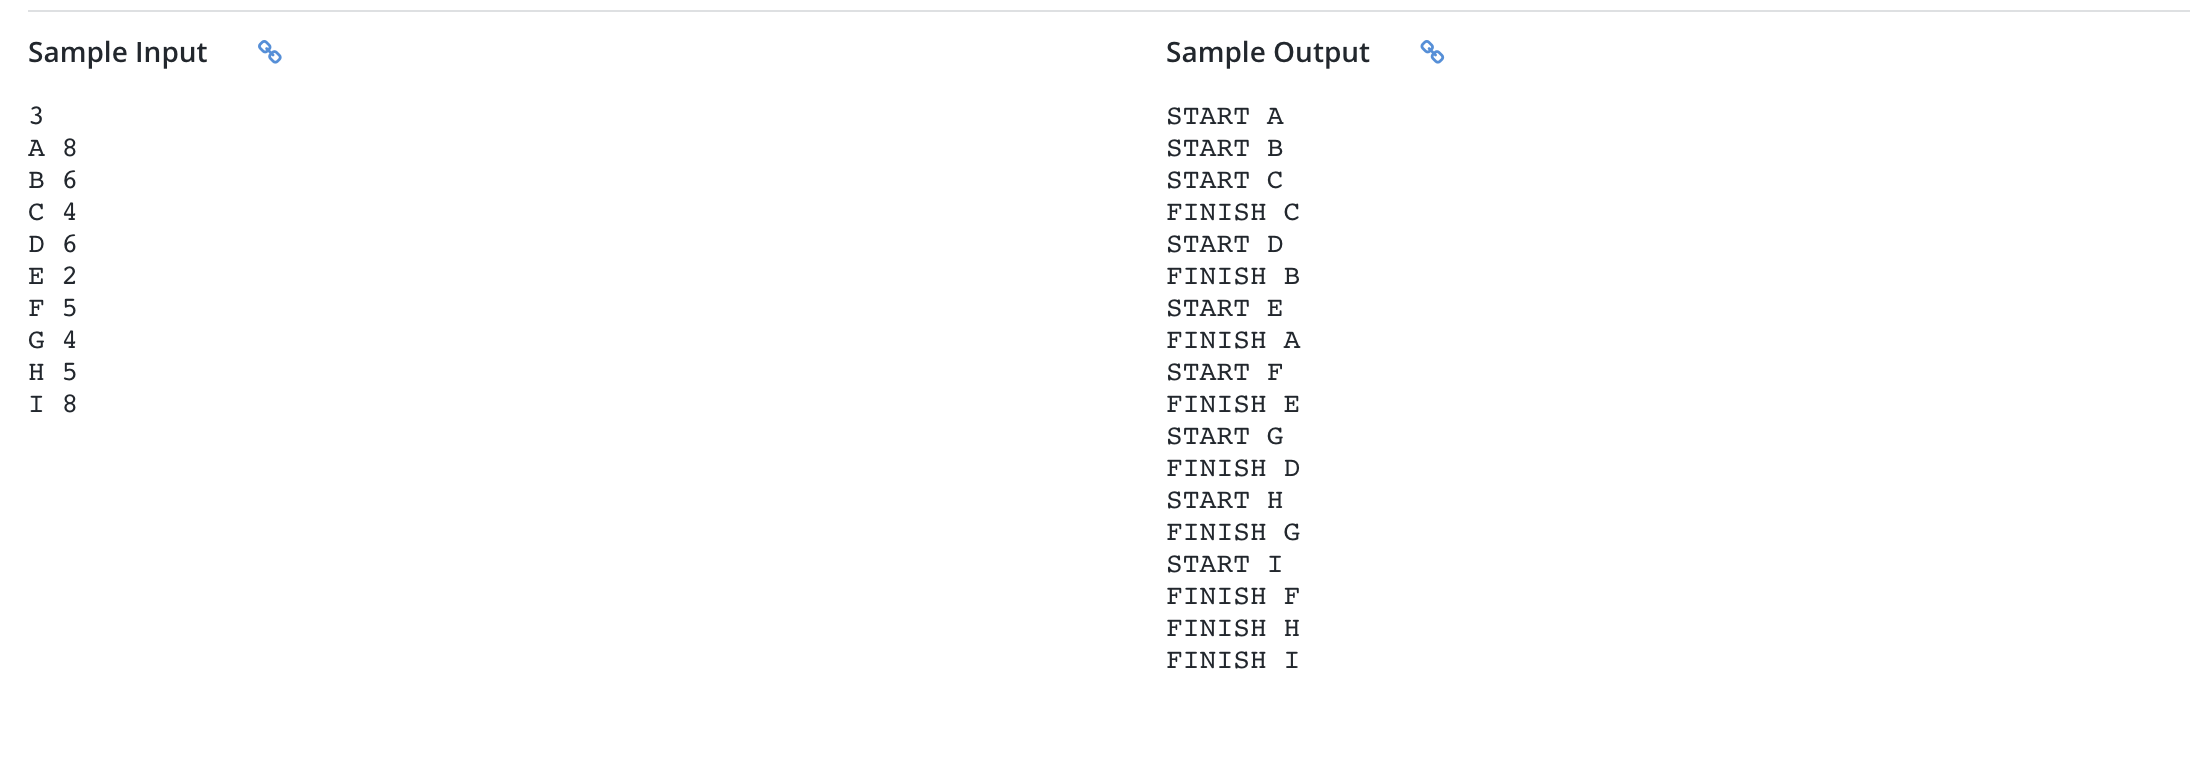 Sample Input
3
A 8
B 6
C 4
D 6
E 2
F 5
G 4
H 5
I 8
Sample Output
START A
START B
START C
FINISH C
START D
FINISH B
START E
FINISH A
START F
FINISH E
START G
FINISH D
START H
FINISH G
START I
FINISH F
FINISH H
FINISH I